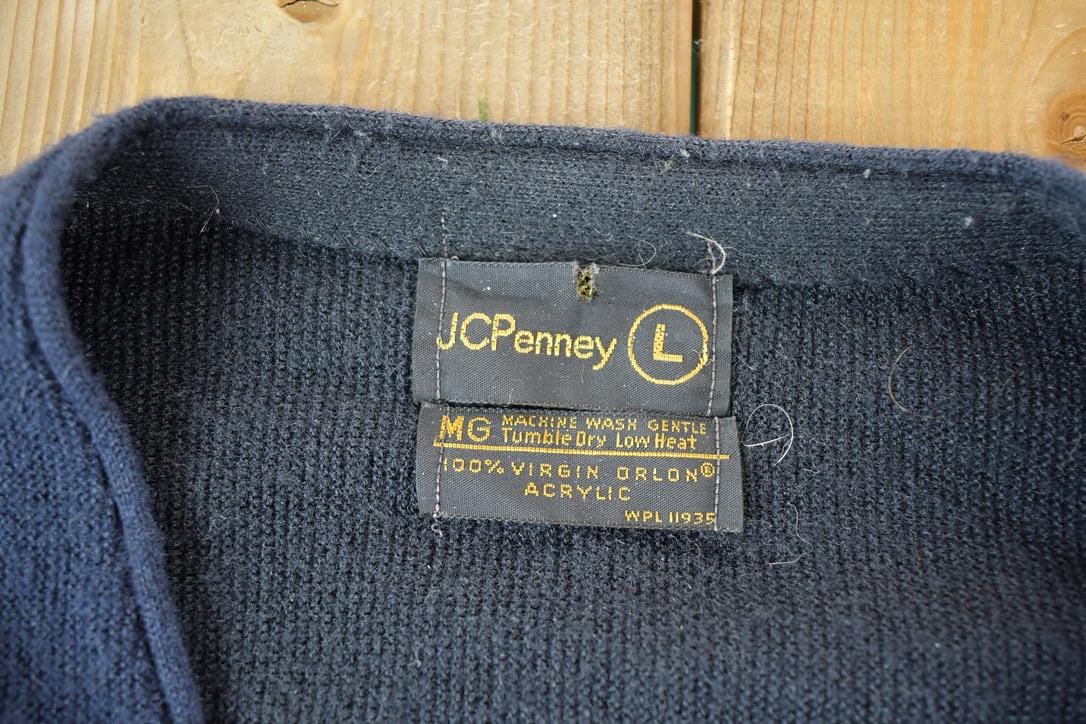 JCPenney L
MG MACHINE WASH GENTLE
Tumble Dry Low Heat
100% VIRGIN ORLON®
ACRYLIC
WPL 11935